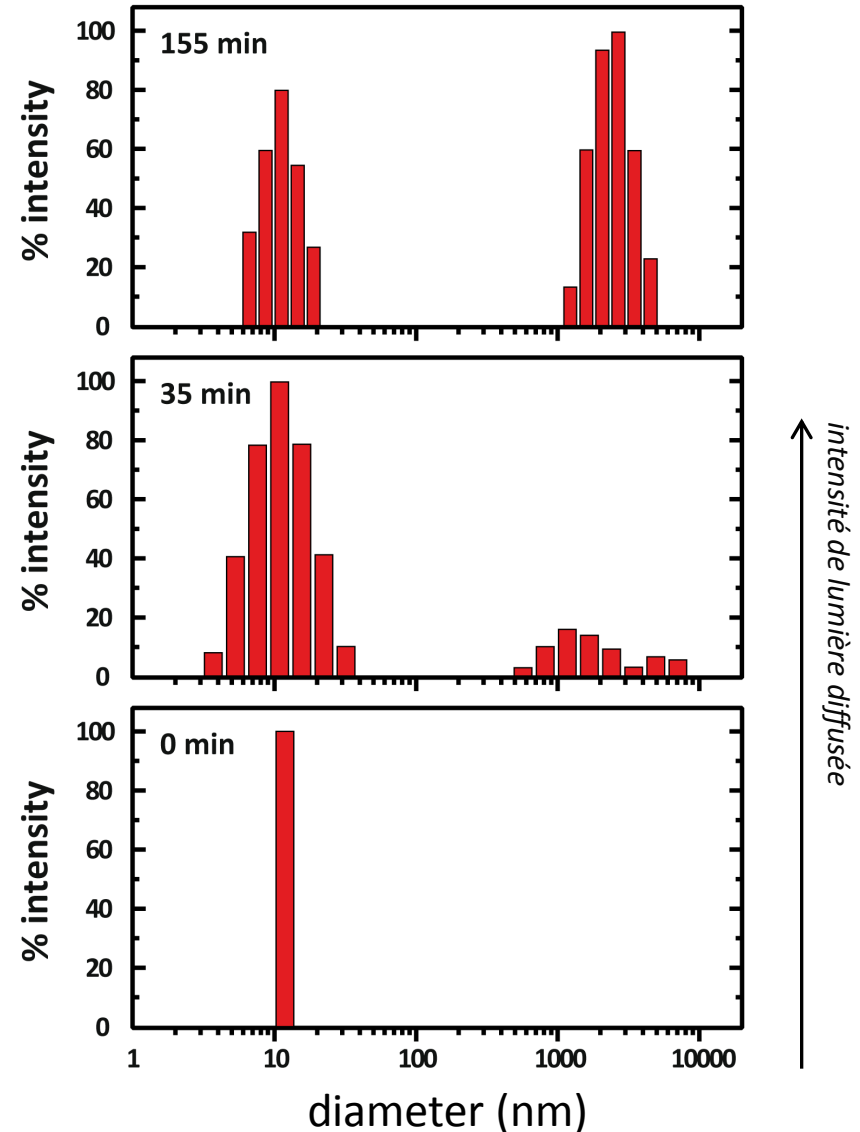 155 min
% intensity
100
80
60
40
20
0
35 min
% intensity
100
80
60
40
20
0
0 min
% intensity
100
80
60
40
20
0
1 10 100 1000 10000
diameter (nm)
intensité de lumière diffusée